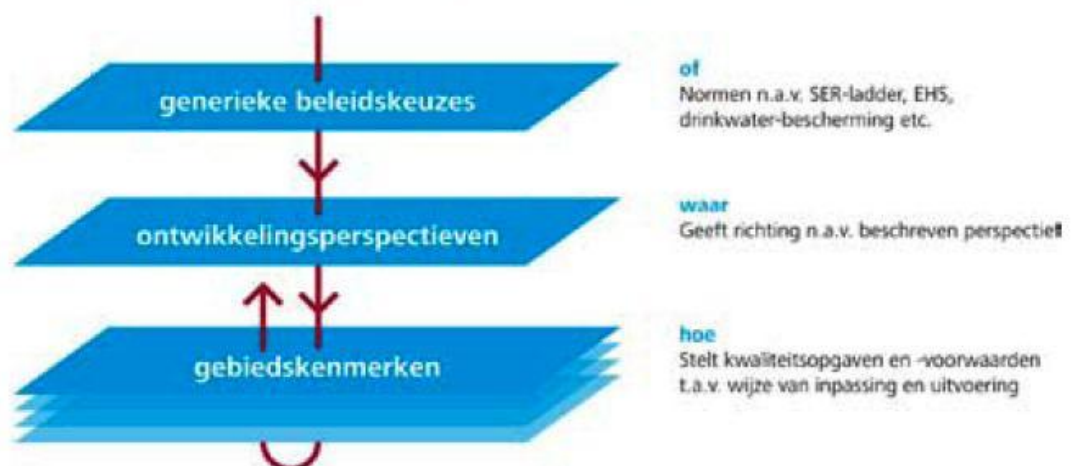 generieke beleidskeuzes
of
Normen n.a.v. SER-ladder, EHS,
drinkwater-bescherming etc.
ontwikkelingsperspectieven
waar
Geeft richting n.a.v. beschreven perspectief
gebiedskenmerken
hoe
Stelt kwaliteitsopgaven en -voorwaarden
t.a.v. wijze van inpassing en uitvoering